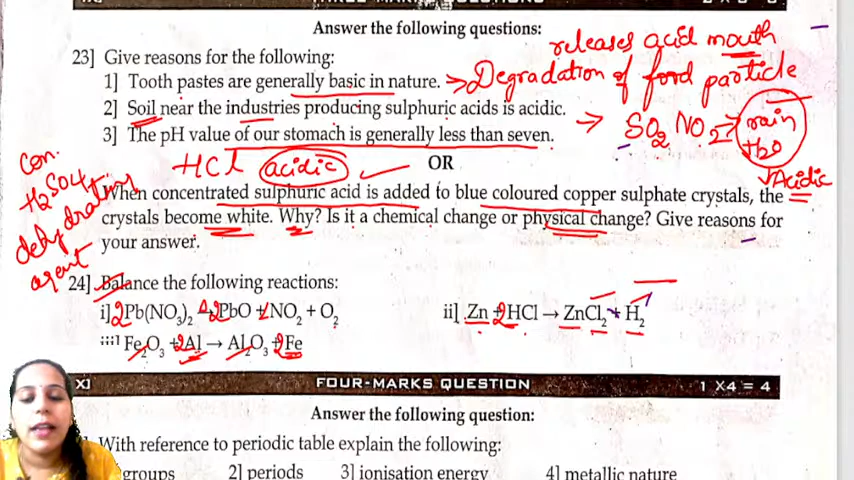 Answer the following questions:
23] Give reasons for the following:
releases acid mouth
1] Tooth pastes are generally basic in nature. → Degradation of food particle
2] Soil near the industries producing sulphuric acids is acidic.
3] The pH value of our stomach is generally less than seven. → SO2 NO2 → rain H2O
Acidic
HCl acidic OR
Con. H2SO4 dehydrating agent
When concentrated sulphuric acid is added to blue coloured copper sulphate crystals, the
crystals become white. Why? Is it a chemical change or physical change? Give reasons for
your answer.
24] Balance the following reactions:
i] 2Pb(NO3)2 → 2PbO + NO2 + O2 ii] Zn + 2HCl → ZnCl2 + H2
iii] Fe2O3 + 2Al → Al2O3 + 2Fe
XI FOUR-MARKS QUESTION 1 X4 = 4
Answer the following question:
With reference to periodic table explain the following:
groups 2] periods 3] ionisation energy 4] metallic nature